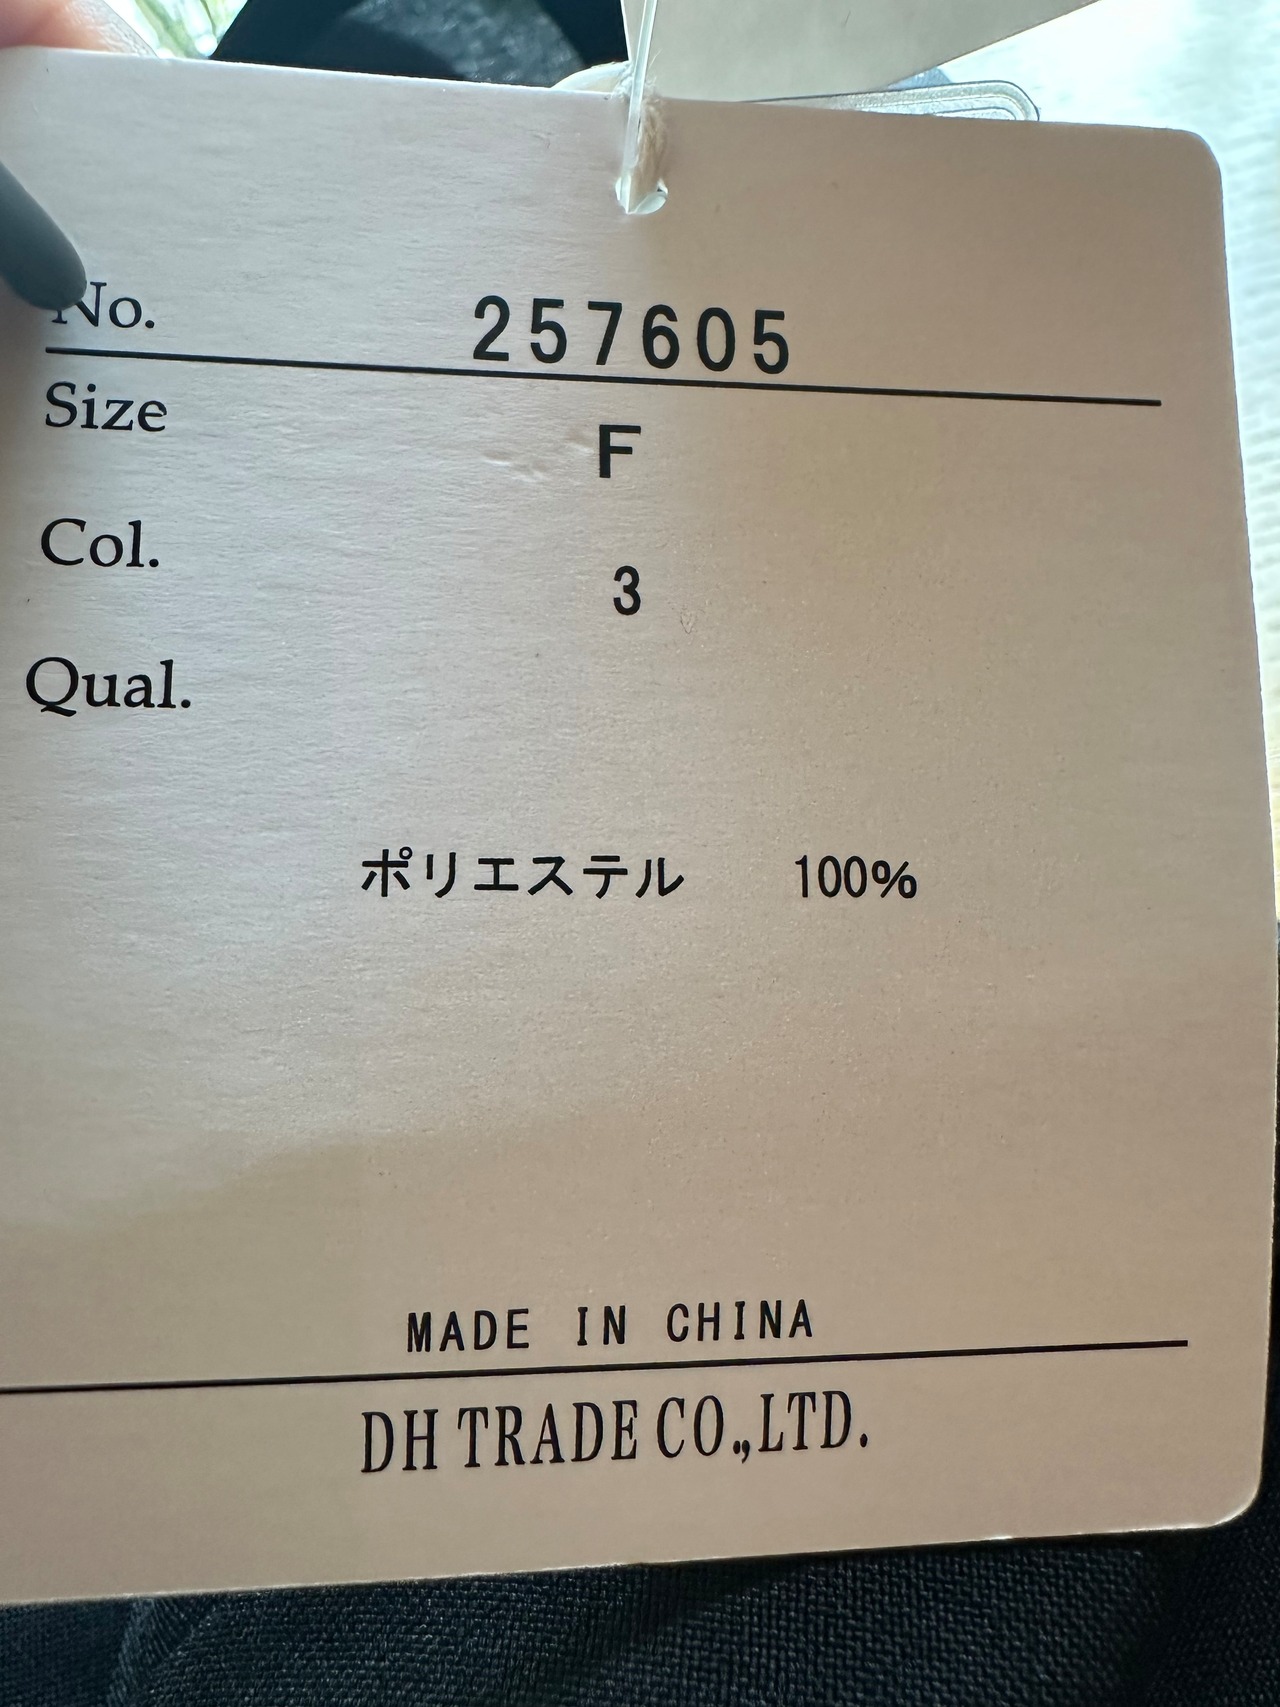 No. 257605
Size F
Col. 3
Qual.
ポリエステル 100%
MADE IN CHINA
DH TRADE CO.,LTD.